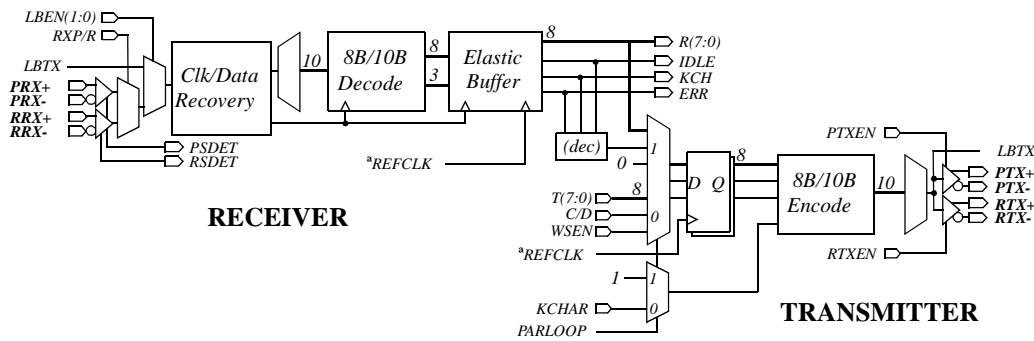 LBEN(1:0)
RXP/R
LBTX
PRX+
PRX-
RRX+
RRX-
PSDET
RSDET
Clk/Data
Recovery
10
8B/10B
Decode
8
3
Elastic
Buffer
8
R(7:0)
IDLE
KCH
ERR
ªREFCLK
(dec)
RECEIVER
0
1
T(7:0)
8
C/D
0
WSEN
ªREFCLK
D
Q
8
1
1
KCHAR
0
PARLOOP
8B/10B
Encode
10
PTXEN
LBTX
PTX+
PTX-
RTX+
RTX-
RTXEN
TRANSMITTER